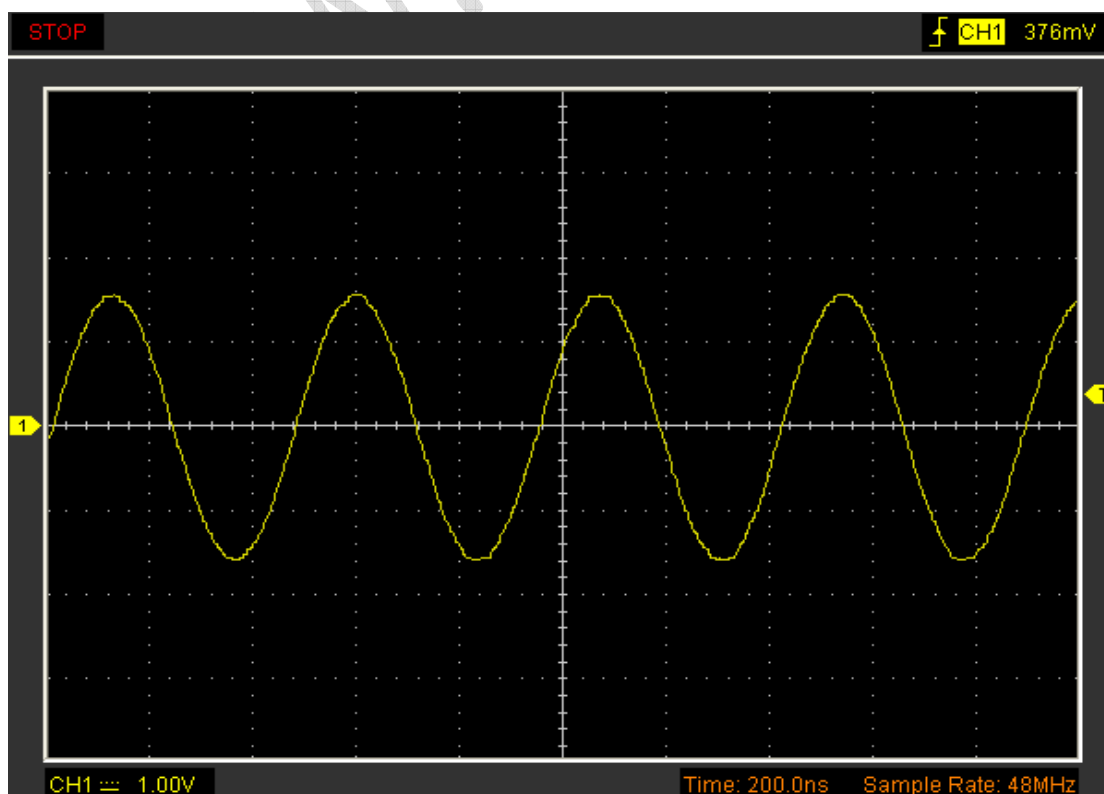 STOP
CH1 376mV
1
T
CH1 1.00V
Time: 200.0ns Sample Rate: 48MHz